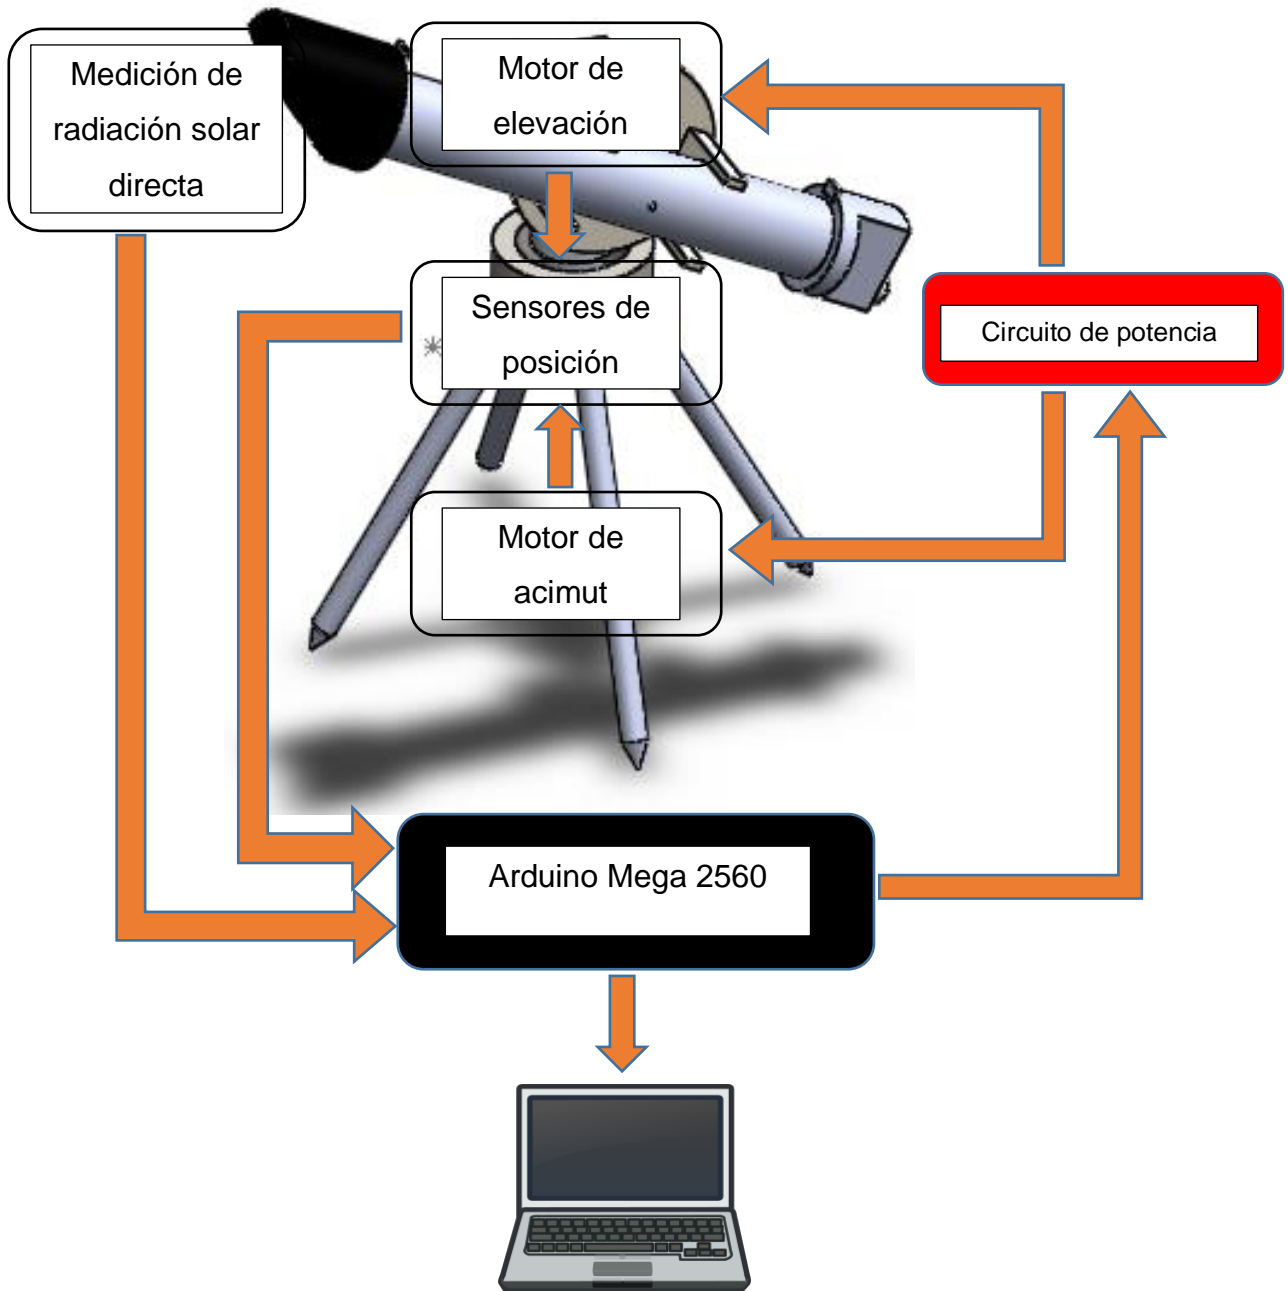 Medición de
radiación solar
directa
Motor de
elevación
Sensores de
posición
Circuito de potencia
Motor de
acimut
Arduino Mega 2560